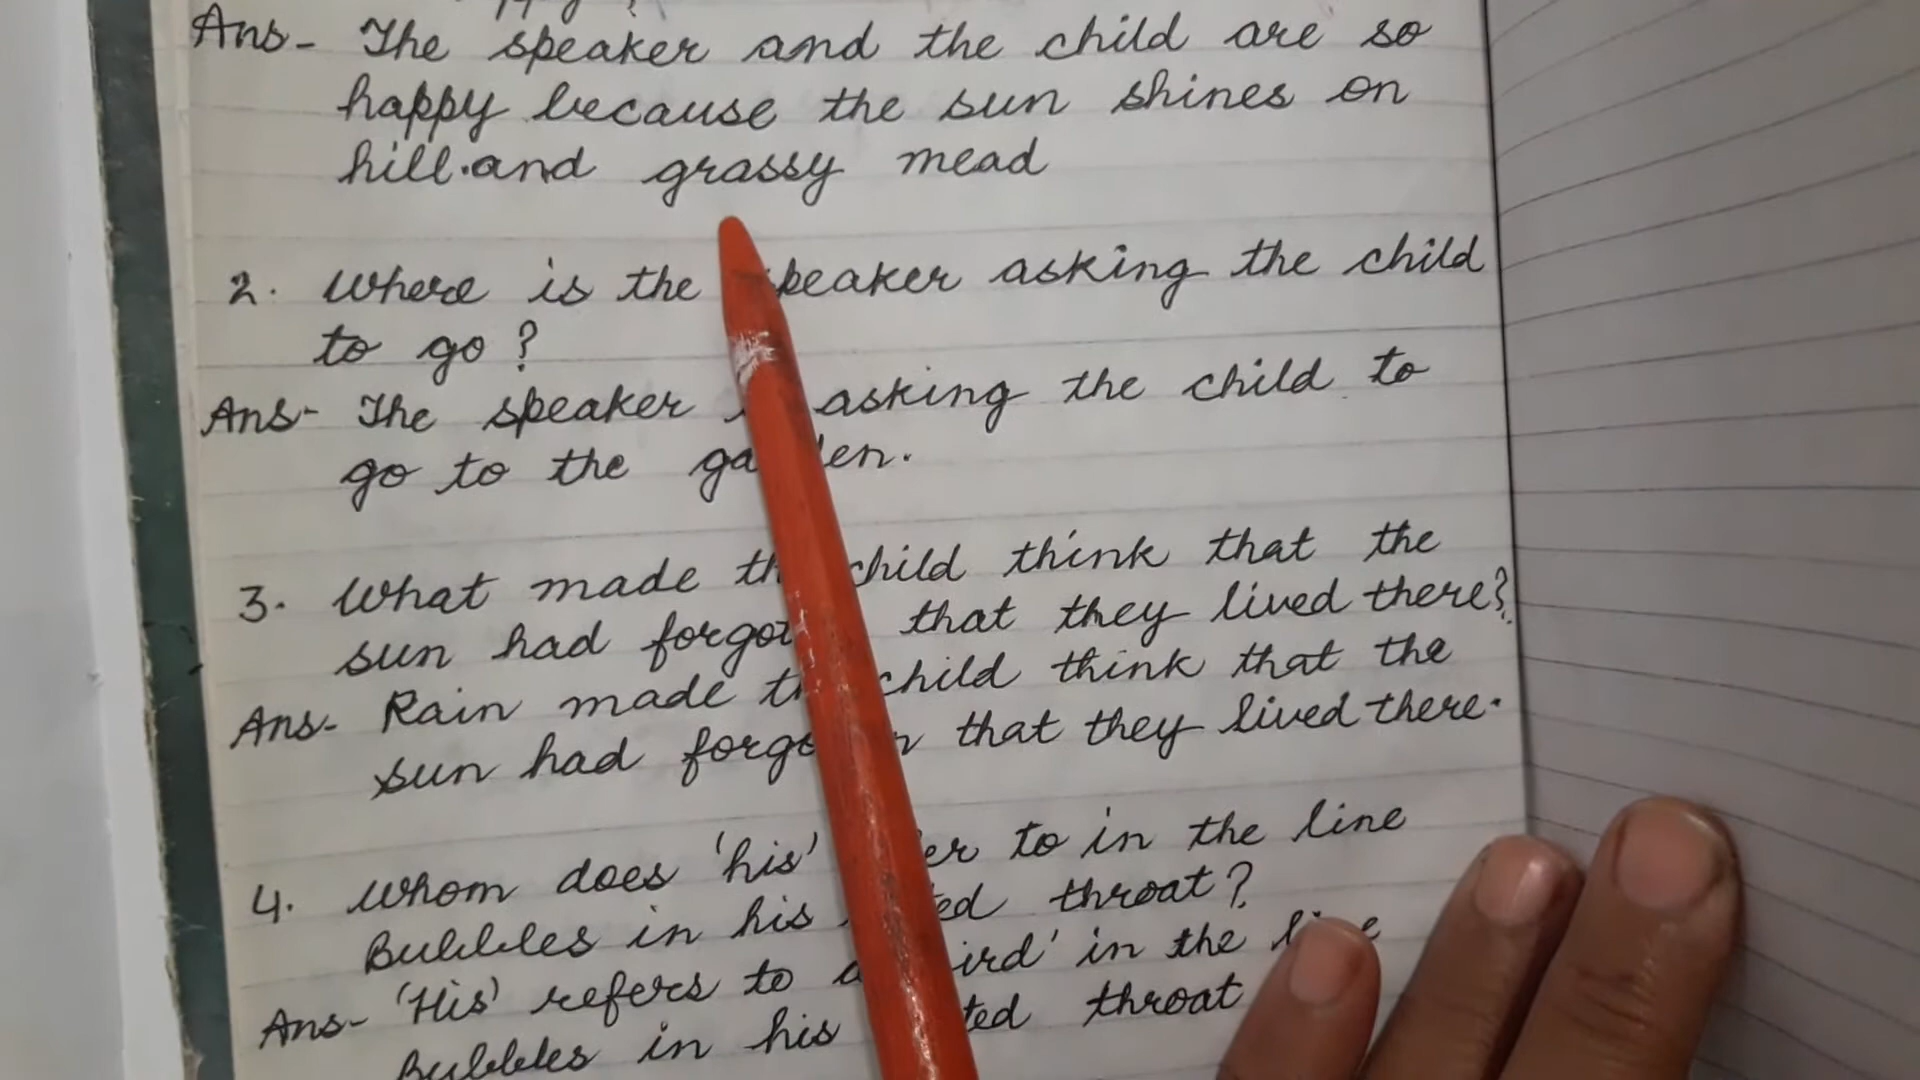 Ans- The speaker and the child are so
happy because the sun shines on
hill.and grassy mead
2. Where is the speaker asking the child
to go?
Ans- The speaker asking the child to
go to the garden.
3. What made the child think that the
sun had that they lived there?
Ans- Rain made the child think that the
sun had that they lived there.
4. Whom does 'his' to in the line
Bubbles in his throat?
Ans- 'His' refers to a in the line
Bubbles in his throat